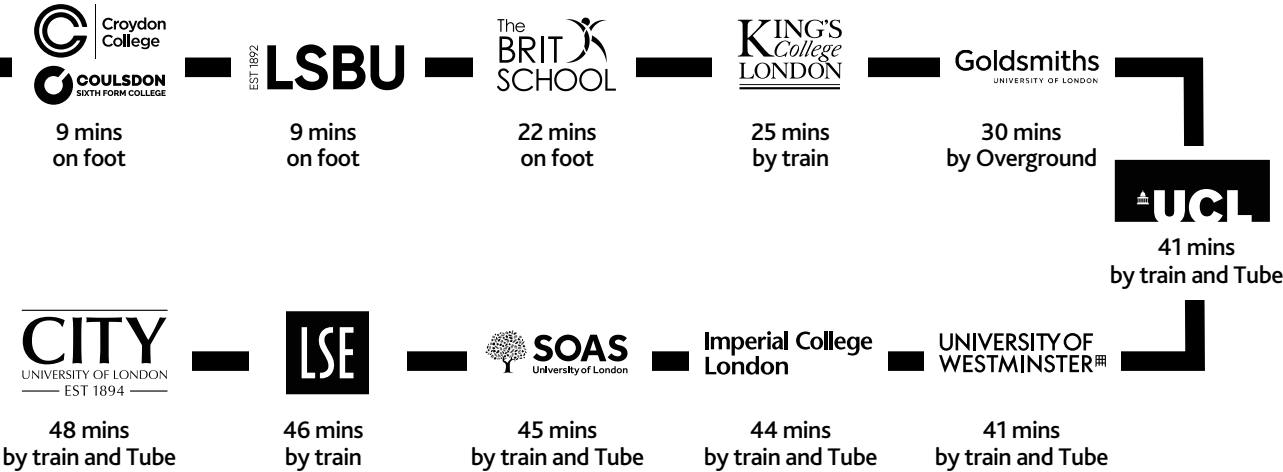 Croydon
College
COULSDON
SIXTH FORM COLLEGE
9 mins
on foot
EST 1892
LSBU
9 mins
on foot
The
BRIT
SCHOOL
22 mins
on foot
KING'S
College
LONDON
25 mins
by train
Goldsmiths
UNIVERSITY OF LONDON
30 mins
by Overground
UCL
41 mins
by train and Tube
CITY
UNIVERSITY OF LONDON
EST 1894
48 mins
by train and Tube
LSE
46 mins
by train
SOAS
University of London
45 mins
by train and Tube
Imperial College
London
44 mins
by train and Tube
UNIVERSITY OF
WESTMINSTER
41 mins
by train and Tube